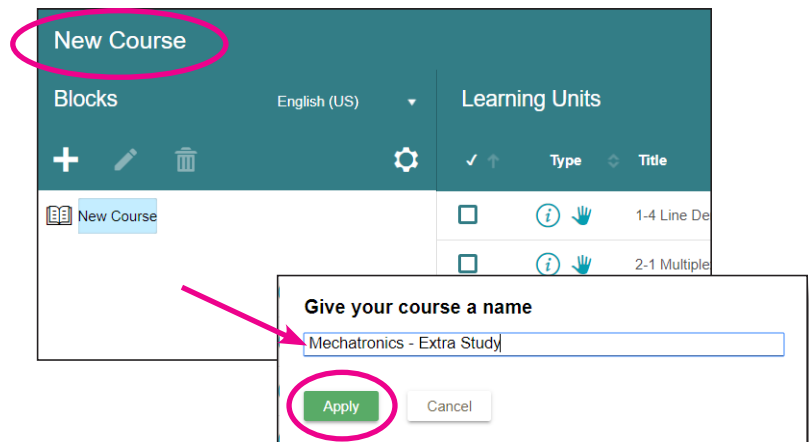 New Course
Blocks English (US) Learning Units
Type Title
New Course
1-4 Line De
2-1 Multiple
Give your course a name
Mechatronics - Extra Study
Apply Cancel